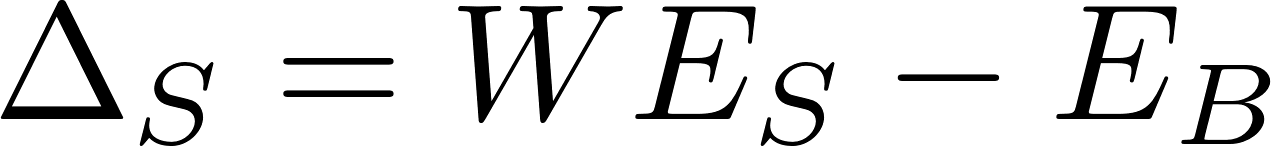 Δ_S = WE_S − E_B